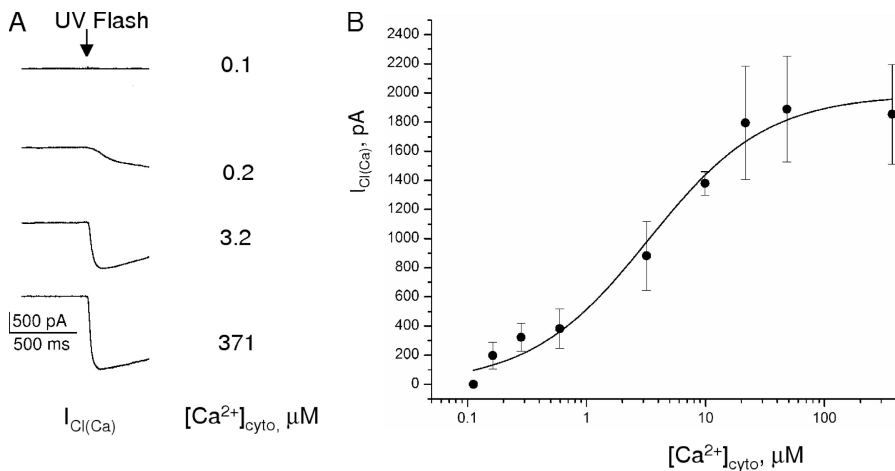 A
UV Flash
0.1
0.2
3.2
500 pA
500 ms
371
I_Cl(Ca)
[Ca²⁺]cyto, μM
B
2400
2200
2000
1800
1600
1400
1200
1000
800
600
400
200
0
I_Cl(Ca), pA
0.1
1
10
100
[Ca²⁺]cyto, μM